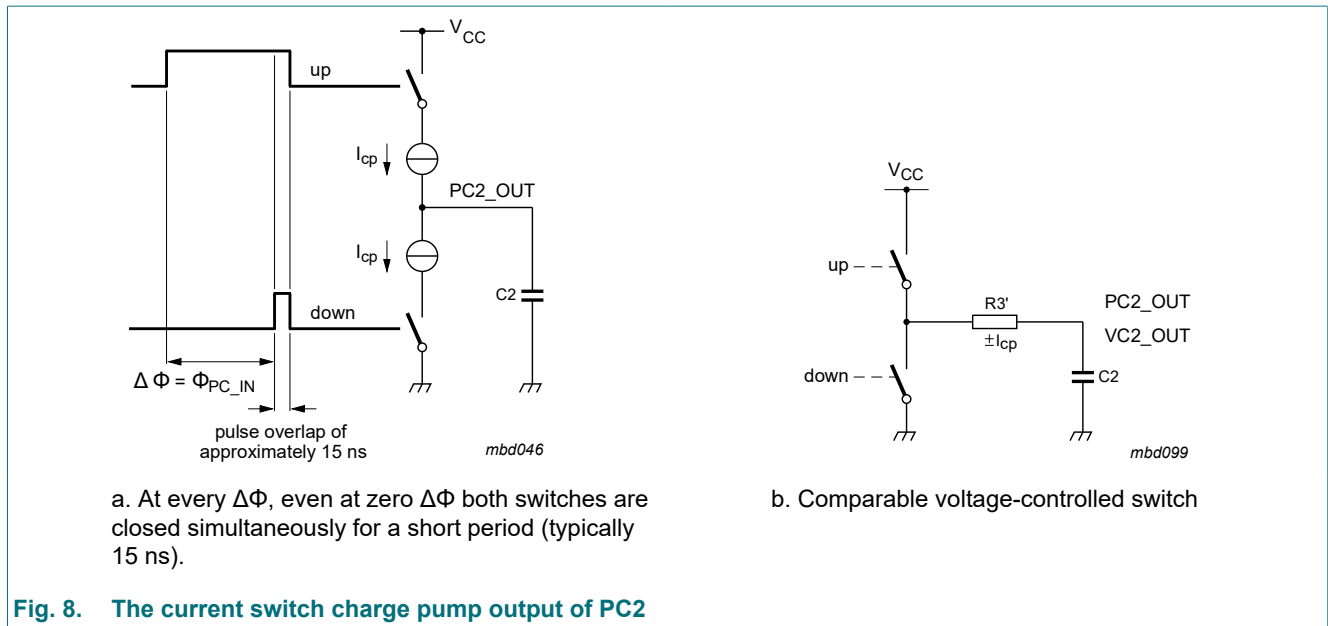 V_CC
up
I_cp
PC2_OUT
I_cp
C2
down
Δ Φ = Φ_PC_IN
pulse overlap of
approximately 15 ns
mbd046
V_CC
up
R3'
±I_cp
PC2_OUT
VC2_OUT
down
C2
mbd099
a. At every ΔΦ, even at zero ΔΦ both switches are
closed simultaneously for a short period (typically
15 ns).
b. Comparable voltage-controlled switch
Fig. 8. The current switch charge pump output of PC2